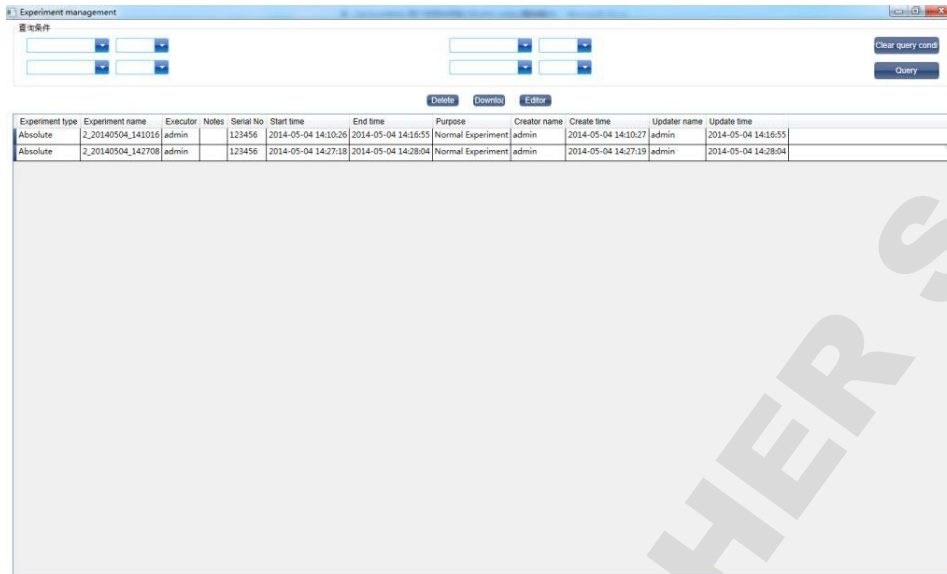 Experiment management
查询条件
Clear query condi
Query
Delete Downloa Editor
Experiment type Experiment name Executor Notes Serial No Start time End time Purpose Creator name Create time Updater name Update time
Absolute 2_20140504_141016 admin 123456 2014-05-04 14:10:26 2014-05-04 14:16:55 Normal Experiment admin 2014-05-04 14:10:27 admin 2014-05-04 14:16:55
Absolute 2_20140504_142708 admin 123456 2014-05-04 14:27:18 2014-05-04 14:28:04 Normal Experiment admin 2014-05-04 14:27:19 admin 2014-05-04 14:28:04
HER S